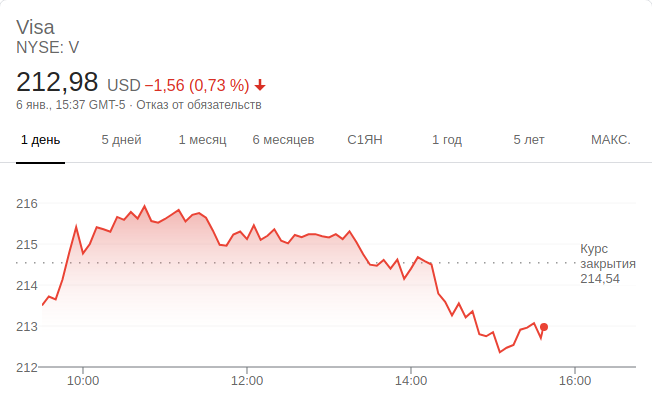 Visa
NYSE: V
212,98 USD −1,56 (0,73 %)
6 янв., 15:37 GMT-5 · Отказ от обязательств
1 день 5 дней 1 месяц 6 месяцев С1ЯН 1 год 5 лет МАКС.
216
215
Курс
закрытия
214,54
214
213
212
10:00 12:00 14:00 16:00